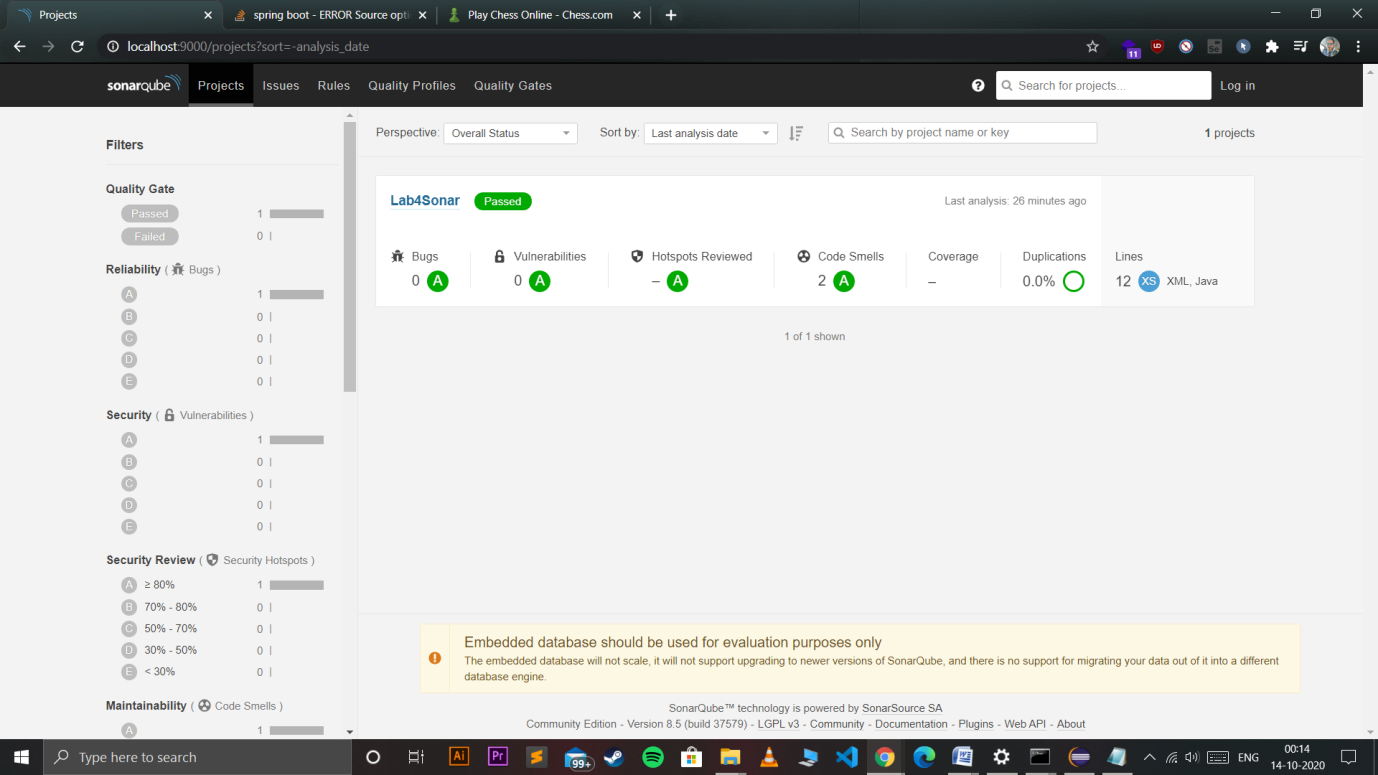 Projects
spring boot - ERROR Source opti
Play Chess Online - Chess.com
localhost:9000/projects?sort=-analysis_date
11
sonarqube
Projects
Issues
Rules
Quality Profiles
Quality Gates
Search for projects...
Log in
Filters
Perspective:
Overall Status
Sort by:
Last analysis date
Search by project name or key
1 projects
Quality Gate
Passed 1
Failed 0
Reliability ( Bugs )
A 1
B 0
C 0
D 0
E 0
Security ( Vulnerabilities )
A 1
B 0
C 0
D 0
E 0
Security Review ( Security Hotspots )
A ≥ 80% 1
B 70% - 80% 0
C 50% - 70% 0
D 30% - 50% 0
E < 30% 0
Maintainability ( Code Smells )
A 1
Lab4Sonar Passed
Last analysis: 26 minutes ago
Bugs
0 A
Vulnerabilities
0 A
Hotspots Reviewed
– A
Code Smells
2 A
Coverage
–
Duplications
0.0%
Lines
12 XS XML, Java
1 of 1 shown
Embedded database should be used for evaluation purposes only
The embedded database will not scale, it will not support upgrading to newer versions of SonarQube, and there is no support for migrating your data out of it into a different
database engine.
SonarQube™ technology is powered by SonarSource SA
Community Edition - Version 8.5 (build 37579) - LGPL v3 - Community - Documentation - Plugins - Web API - About
Type here to search
Ai
Pr
99+
ENG
00:14
14-10-2020